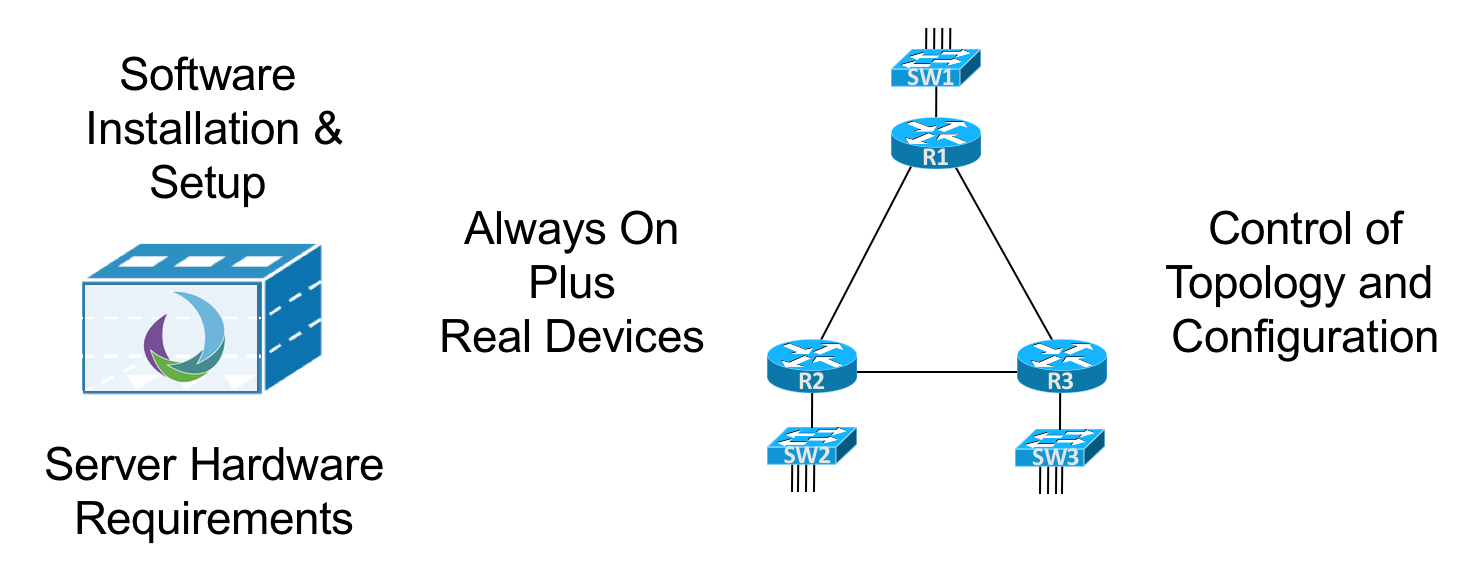 Software
Installation &
Setup
Server Hardware
Requirements
Always On
Plus
Real Devices
SW1
R1
R2
R3
SW2
SW3
Control of
Topology and
Configuration